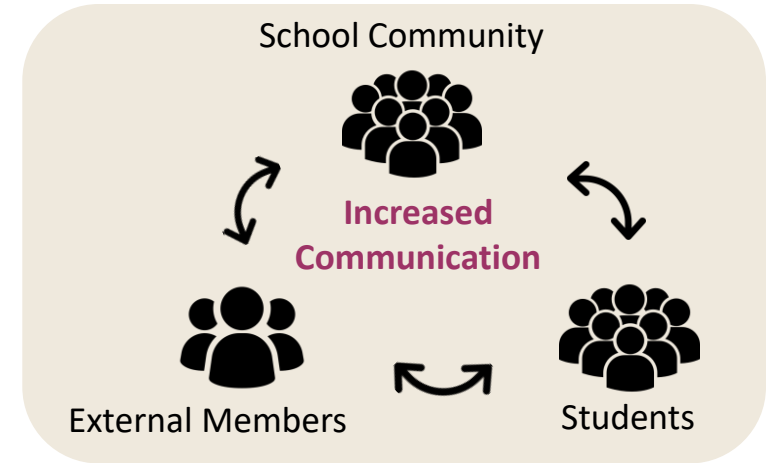 School Community
Increased
Communication
External Members
Students